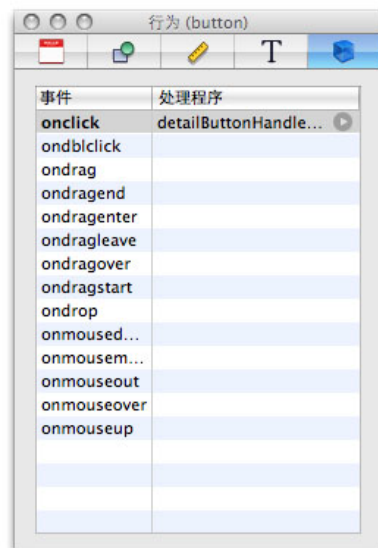 行为 (button)
T
事件 处理程序
onclick detailButtonHandle...
ondblclick
ondrag
ondragend
ondragenter
ondragleave
ondragover
ondragstart
ondrop
onmoused...
onmousem...
onmouseout
onmouseover
onmouseup